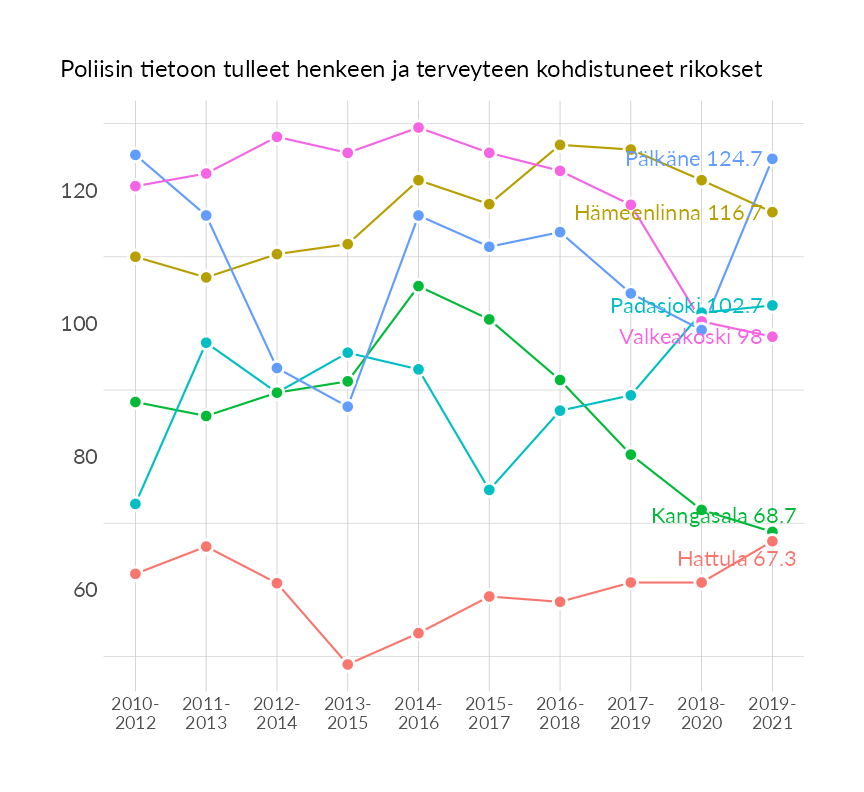 Poliisin tietoon tulleet henkeen ja terveyteen kohdistuneet rikokset
120
100
80
60
Pälkäne 124.7
Hämeenlinna 116.7
Padasjoki 102.7
Valkeakoski 98
Kangasala 68.7
Hattula 67.3
2010-2012
2011-2013
2012-2014
2013-2015
2014-2016
2015-2017
2016-2018
2017-2019
2018-2020
2019-2021